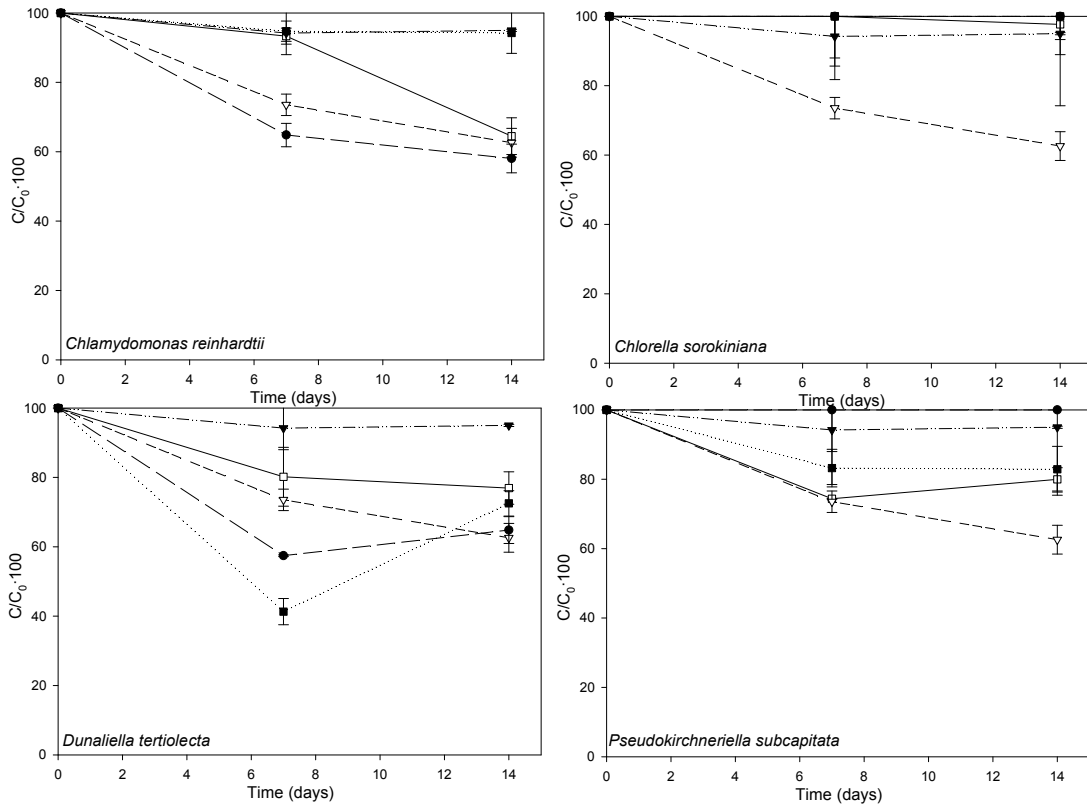 100
80
60
40
20
0
C/C₀·100
Chlamydomonas reinhardtii
0 2 4 6 8 10 12 14
Time (days)
100
80
60
40
20
0
C/C₀·100
Chlorella sorokiniana
0 2 4 6 8 10 12 14
Time (days)
100
80
60
40
20
0
C/C₀·100
Dunaliella tertiolecta
0 2 4 6 8 10 12 14
Time (days)
100
80
60
40
20
0
C/C₀·100
Pseudokirchneriella subcapitata
0 2 4 6 8 10 12 14
Time (days)